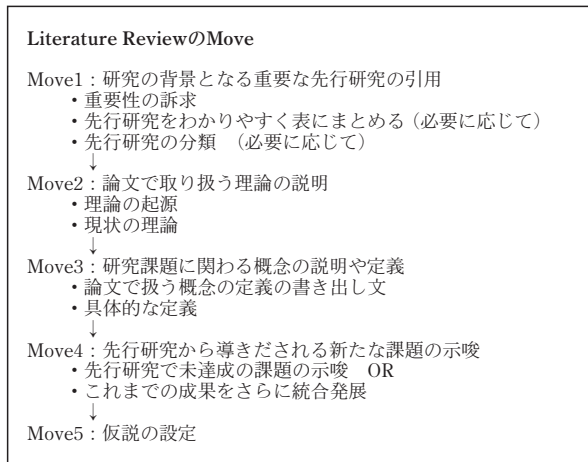 Literature ReviewのMove
Move1：研究の背景となる重要な先行研究の引用
・重要性の訴求
・先行研究をわかりやすく表にまとめる（必要に応じて）
・先行研究の分類　（必要に応じて）
↓
Move2：論文で取り扱う理論の説明
・理論の起源
・現状の理論
↓
Move3：研究課題に関わる概念の説明や定義
・論文で扱う概念の定義の書き出し文
・具体的な定義
↓
Move4：先行研究から導きだされる新たな課題の示唆
・先行研究で未達成の課題の示唆　OR
・これまでの成果をさらに統合発展
↓
Move5：仮説の設定